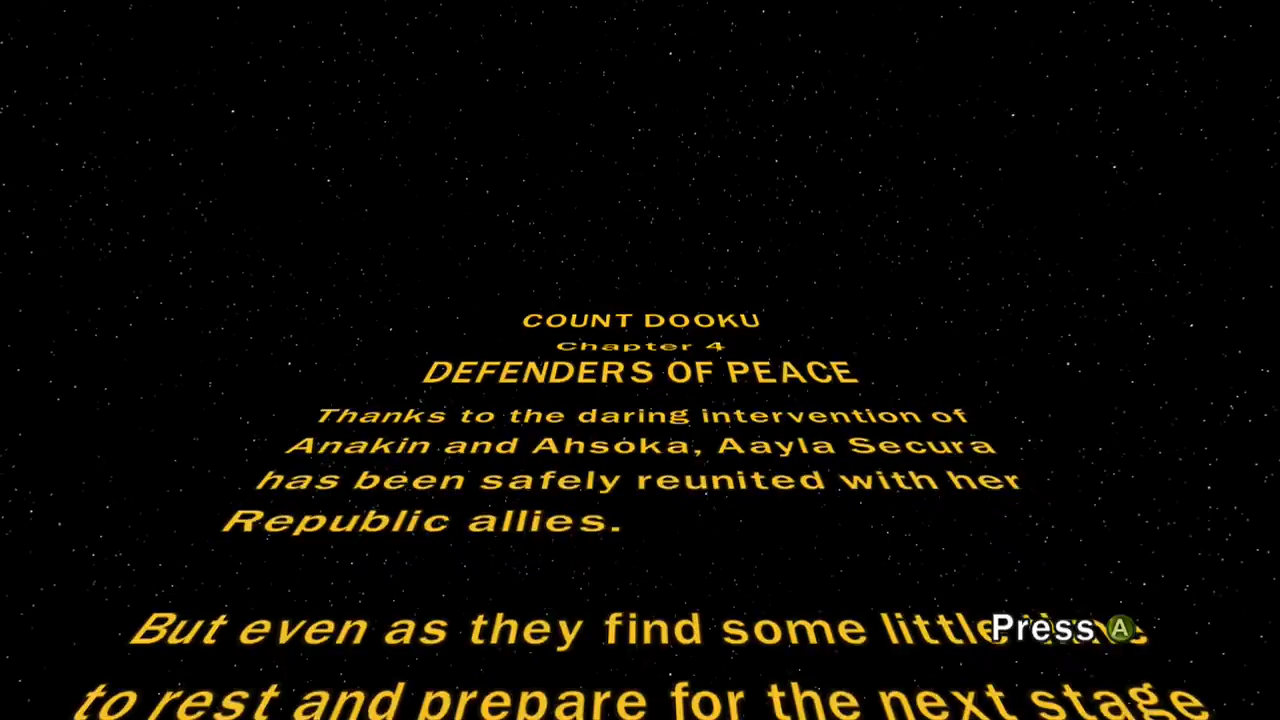 COUNT DOOKU
Chapter 4
DEFENDERS OF PEACE
Thanks to the daring intervention of
Anakin and Ahsoka, Aayla Secura
has been safely reunited with her
Republic allies.
But even as they find some little
Press A
to rest and prepare for the next stage